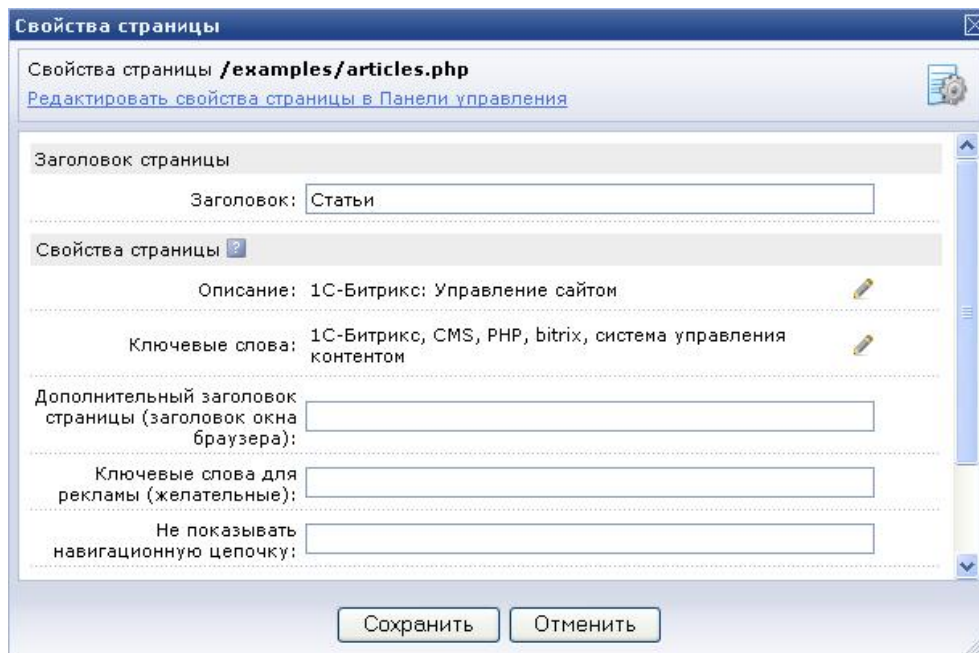 Свойства страницы
Свойства страницы /examples/articles.php
Редактировать свойства страницы в Панели управления
Заголовок страницы
Заголовок: Статьи
Свойства страницы ?
Описание: 1С-Битрикс: Управление сайтом
Ключевые слова: 1С-Битрикс, CMS, PHP, bitrix, система управления
контентом
Дополнительный заголовок
страницы (заголовок окна
браузера):
Ключевые слова для
рекламы (желательные):
Не показывать
навигационную цепочку:
Сохранить Отменить